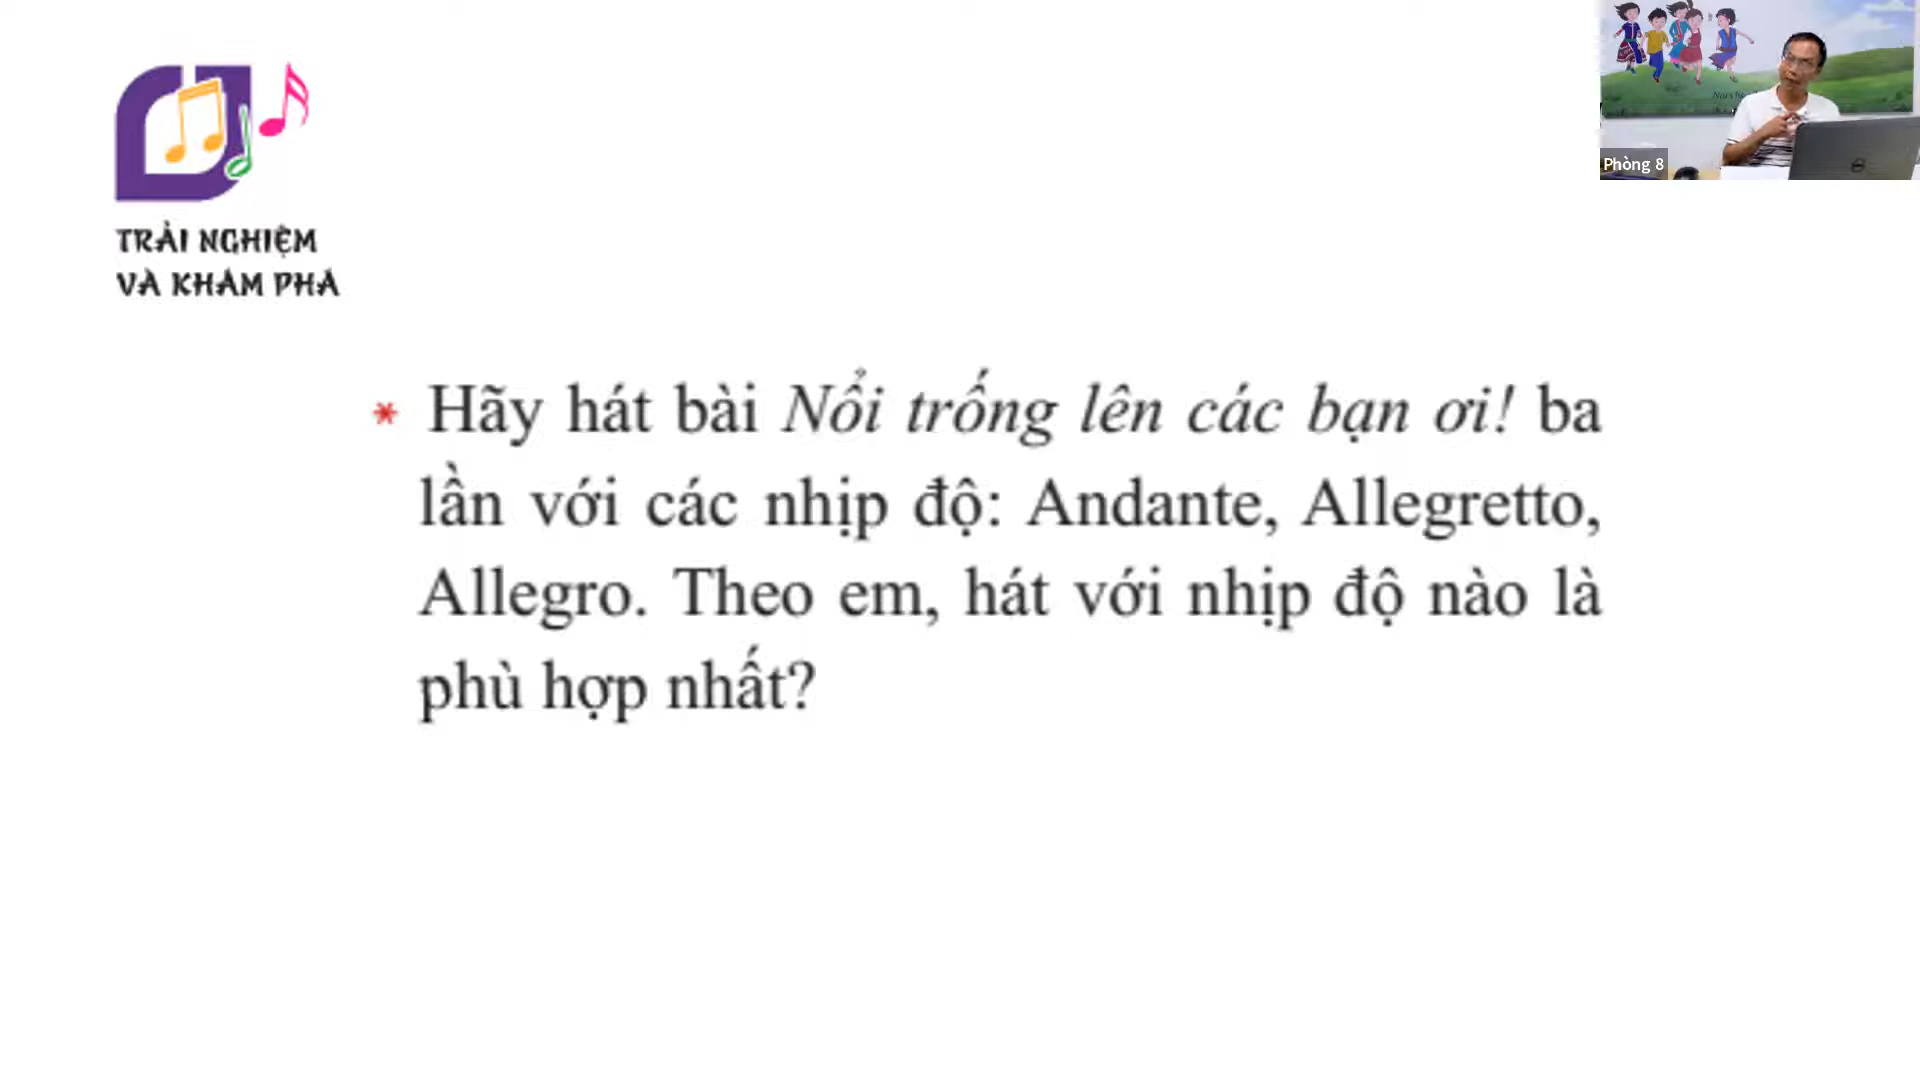 TRẢI NGHIỆM
VÀ KHÁM PHÁ
Phòng 8
* Hãy hát bài Nổi trống lên các bạn ơi! ba
lần với các nhịp độ: Andante, Allegretto,
Allegro. Theo em, hát với nhịp độ nào là
phù hợp nhất?